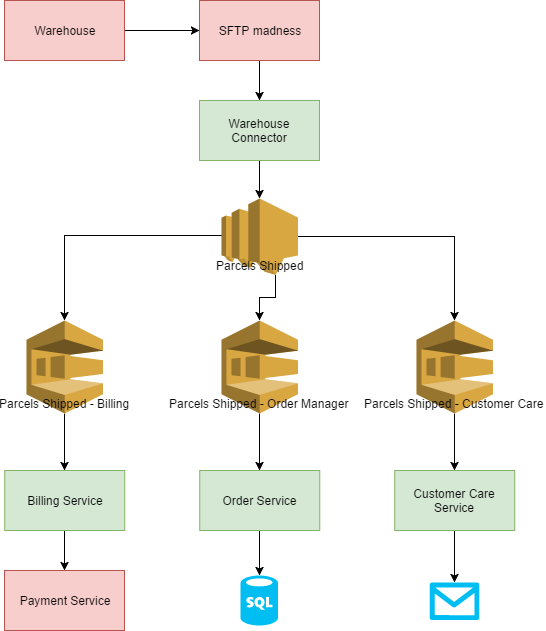 Warehouse
SFTP madness
Warehouse
Connector
Parcels Shipped
Parcels Shipped - Billing
Parcels Shipped - Order Manager
Parcels Shipped - Customer Care
Billing Service
Order Service
Customer Care
Service
Payment Service
SQL